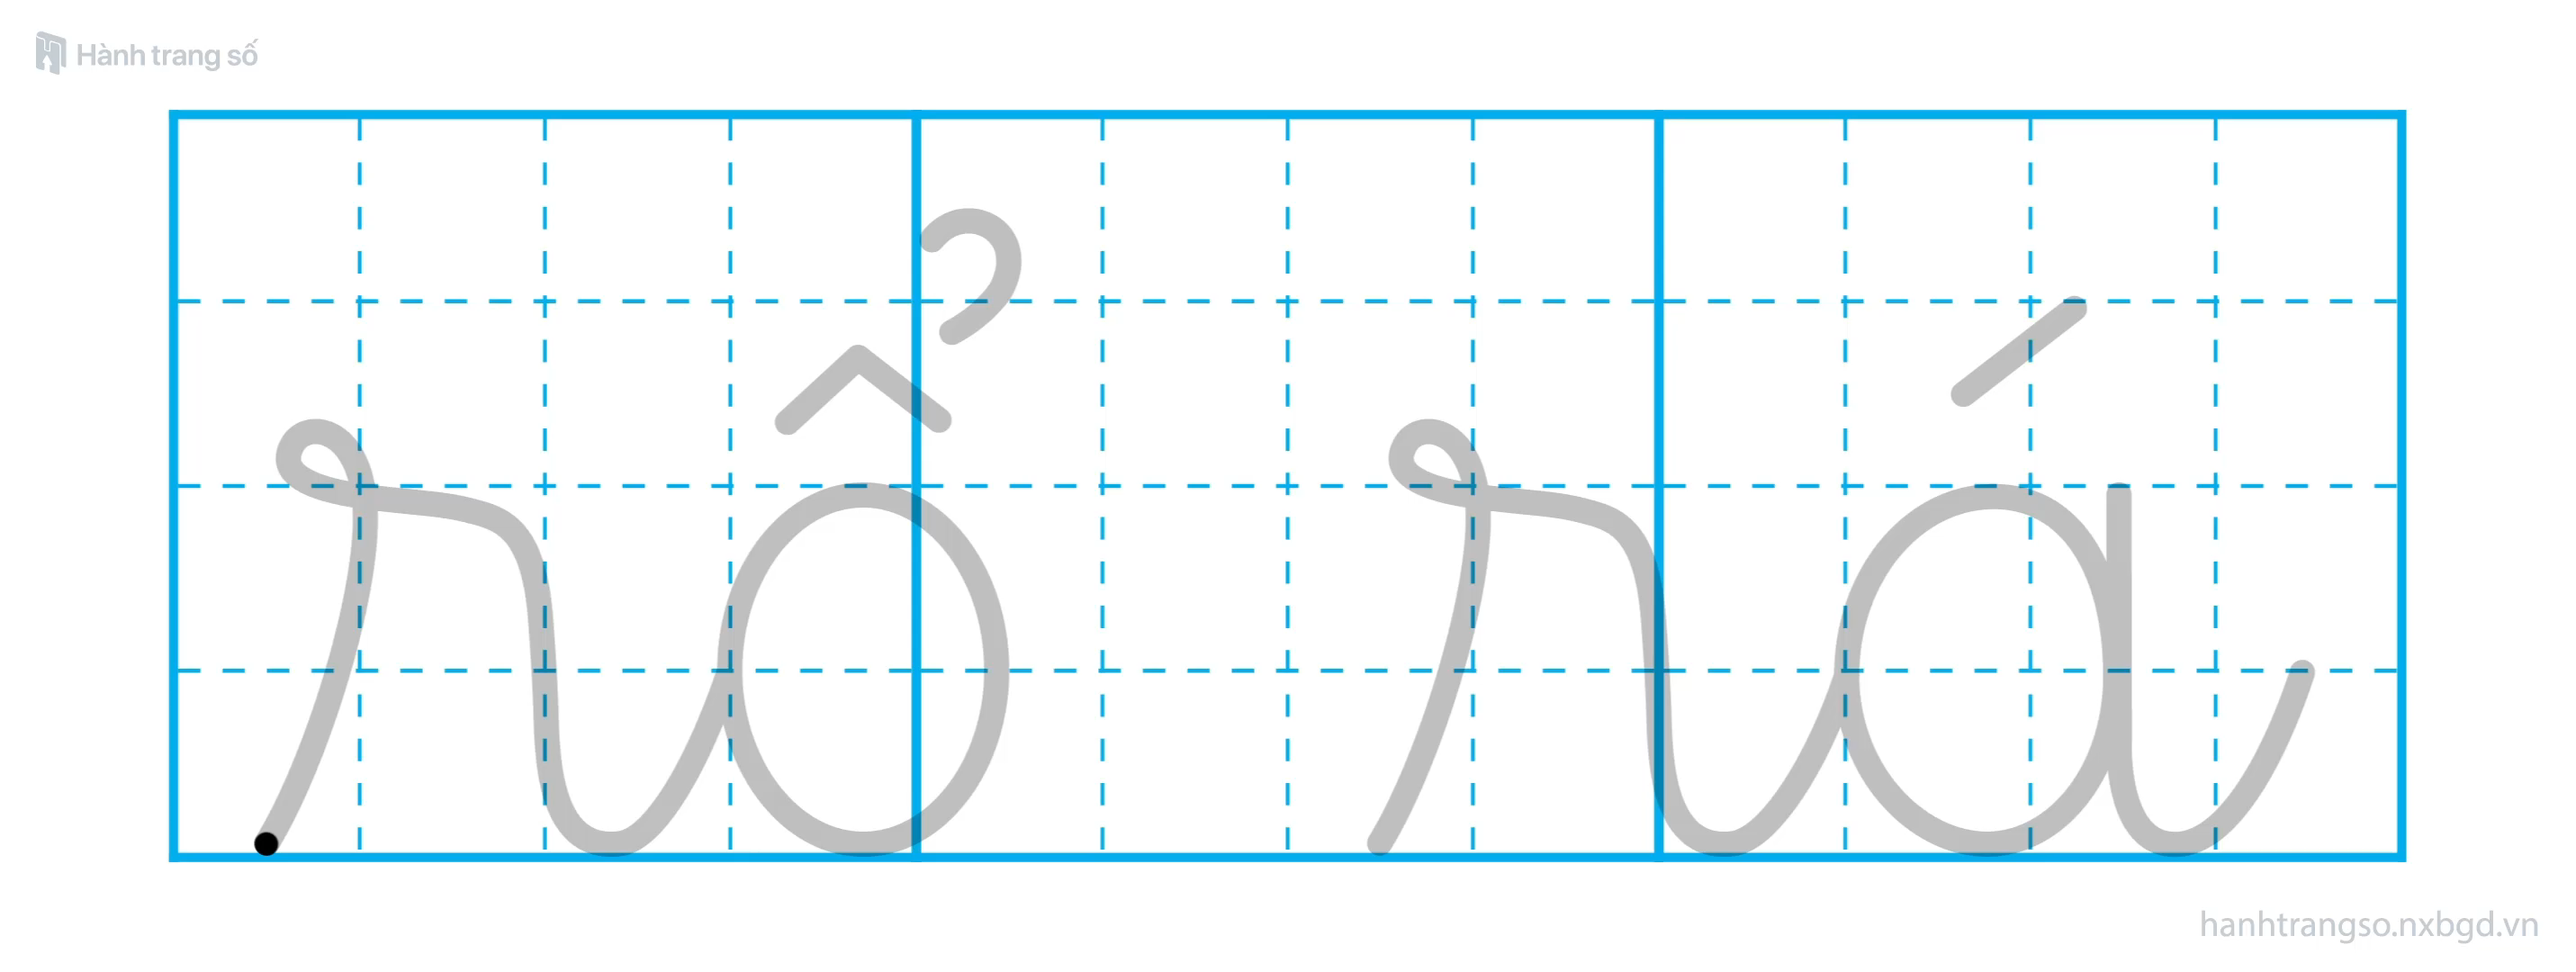 Hành trang số
rổ rá
hanhtrangso.nxbgd.vn